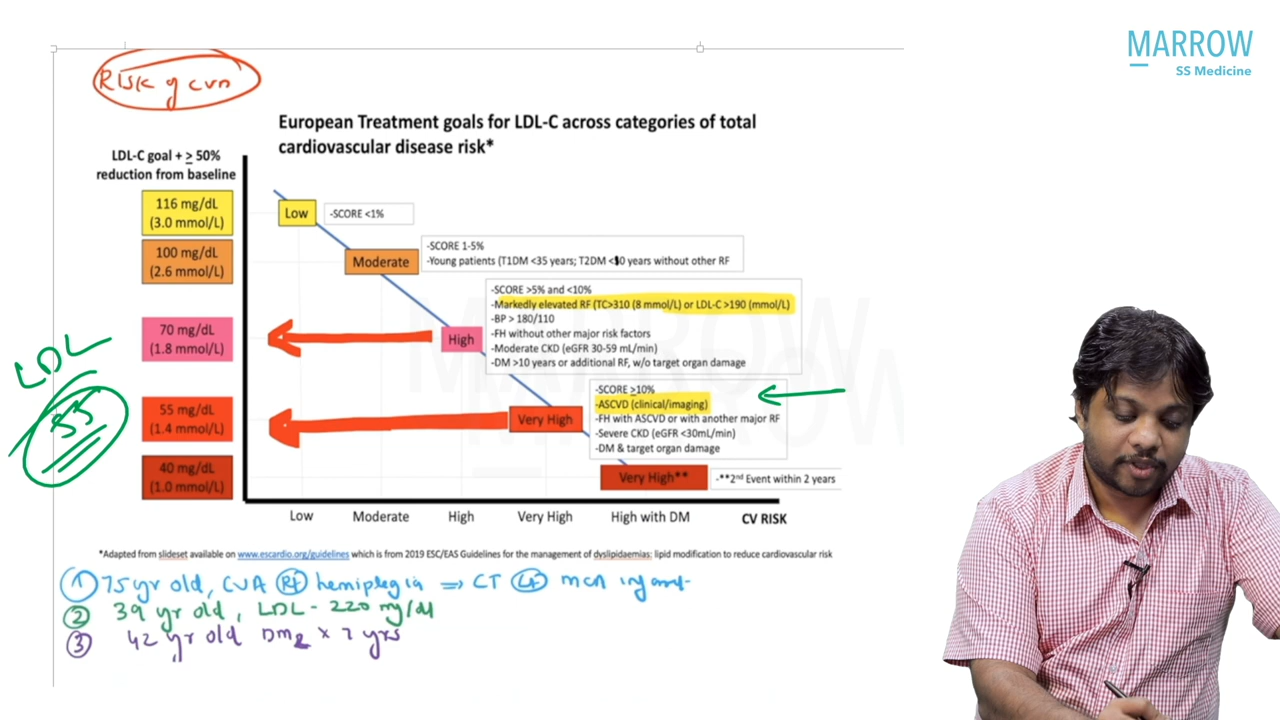 MARROW
SS Medicine
RISK of CVD
European Treatment goals for LDL-C across categories of total
cardiovascular disease risk*
LDL-C goal + ≥ 50%
reduction from baseline
116 mg/dL
(3.0 mmol/L)
Low
-SCORE <1%
100 mg/dL
(2.6 mmol/L)
Moderate
-SCORE 1-5%
-Young patients (T1DM <35 years; T2DM <50 years without other RF
70 mg/dL
(1.8 mmol/L)
High
-SCORE >5% and <10%
-Markedly elevated RF (TC>310 (8 mmol/L) or LDL-C >190 (mmol/L)
-BP > 180/110
-FH without other major risk factors
-Moderate CKD (eGFR 30-59 mL/min)
-DM >10 years or additional RF, w/o target organ damage
LDL
55
55 mg/dL
(1.4 mmol/L)
Very High
-SCORE ≥10%
-ASCVD (clinical/imaging)
-FH with ASCVD or with another major RF
-Severe CKD (eGFR <30mL/min)
-DM & target organ damage
40 mg/dL
(1.0 mmol/L)
Very High**
-**2nd Event within 2 years
Low Moderate High Very High High with DM CV RISK
*Adapted from slideset available on www.escardio.org/guidelines which is from 2019 ESC/EAS Guidelines for the management of dyslipidaemias: lipid modification to reduce cardiovascular risk
① 75 yr old, CVA Rt hemiplegia => CT Lt MCA infarct
② 39 yr old, LDL - 220 mg/dl
③ 42 yr old DM2 x 7 yrs